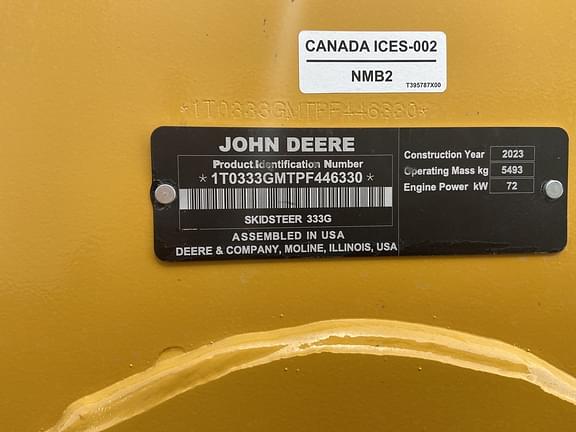 CANADA ICES-002
NMB2
T395787X00
*1T0333GMTPF446330*
JOHN DEERE
Product Identification Number
*1T0333GMTPF446330*
SKIDSTEER 333G
ASSEMBLED IN USA
DEERE & COMPANY, MOLINE, ILLINOIS, USA
Construction Year 2023
Operating Mass kg 5493
Engine Power kW 72